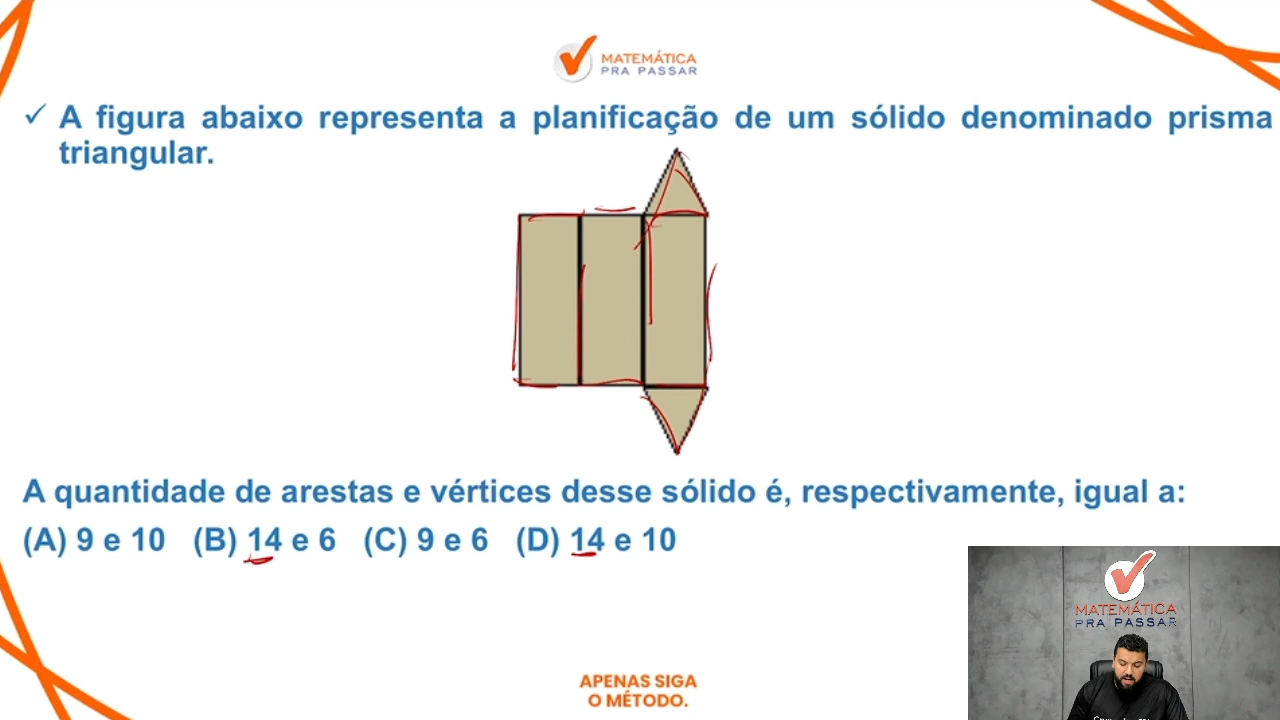 MATEMÁTICA
PRA PASSAR
✓ A figura abaixo representa a planificação de um sólido denominado prisma
triangular.
A quantidade de arestas e vértices desse sólido é, respectivamente, igual a:
(A) 9 e 10 (B) 14 e 6 (C) 9 e 6 (D) 14 e 10
MATEMÁTICA
PRA PASSAR
APENAS SIGA
O MÉTODO.